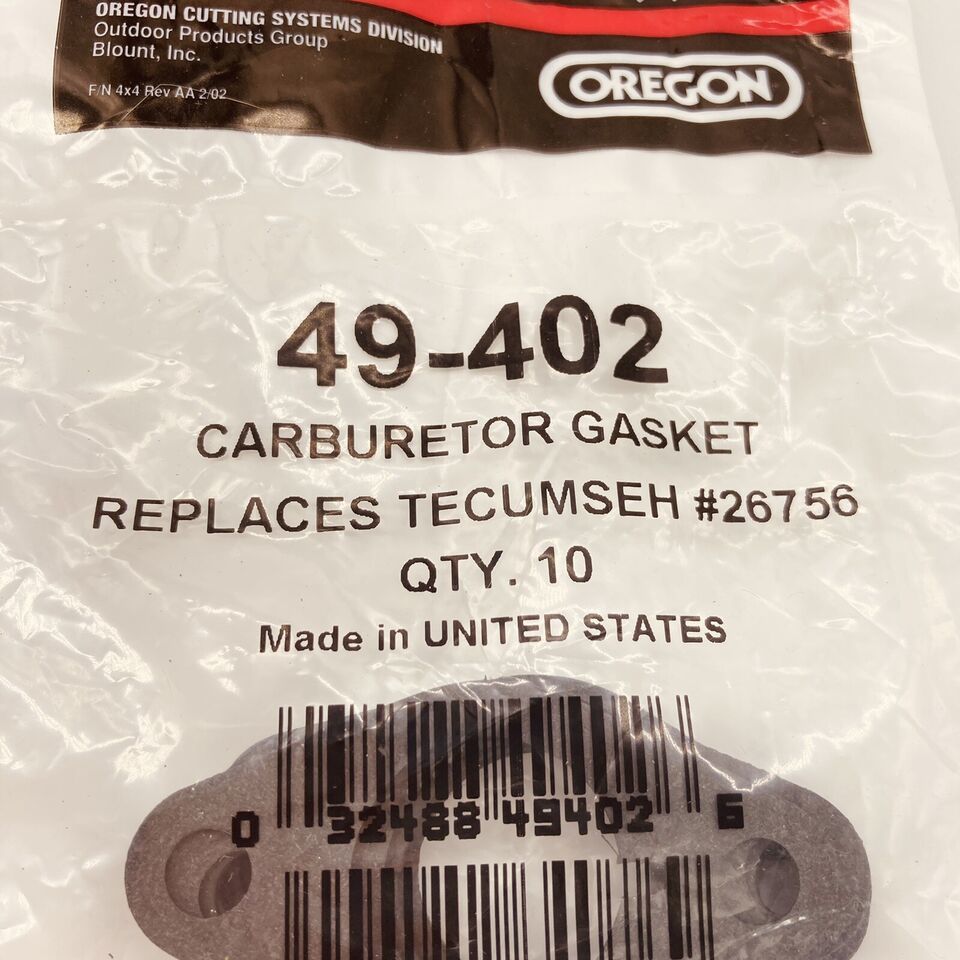 OREGON CUTTING SYSTEMS DIVISION
Outdoor Products Group
Blount, Inc.
F/N 4x4 Rev AA 2/02
OREGON
49-402
CARBURETOR GASKET
REPLACES TECUMSEH #26756
QTY. 10
Made in UNITED STATES
0 32488 49402 6